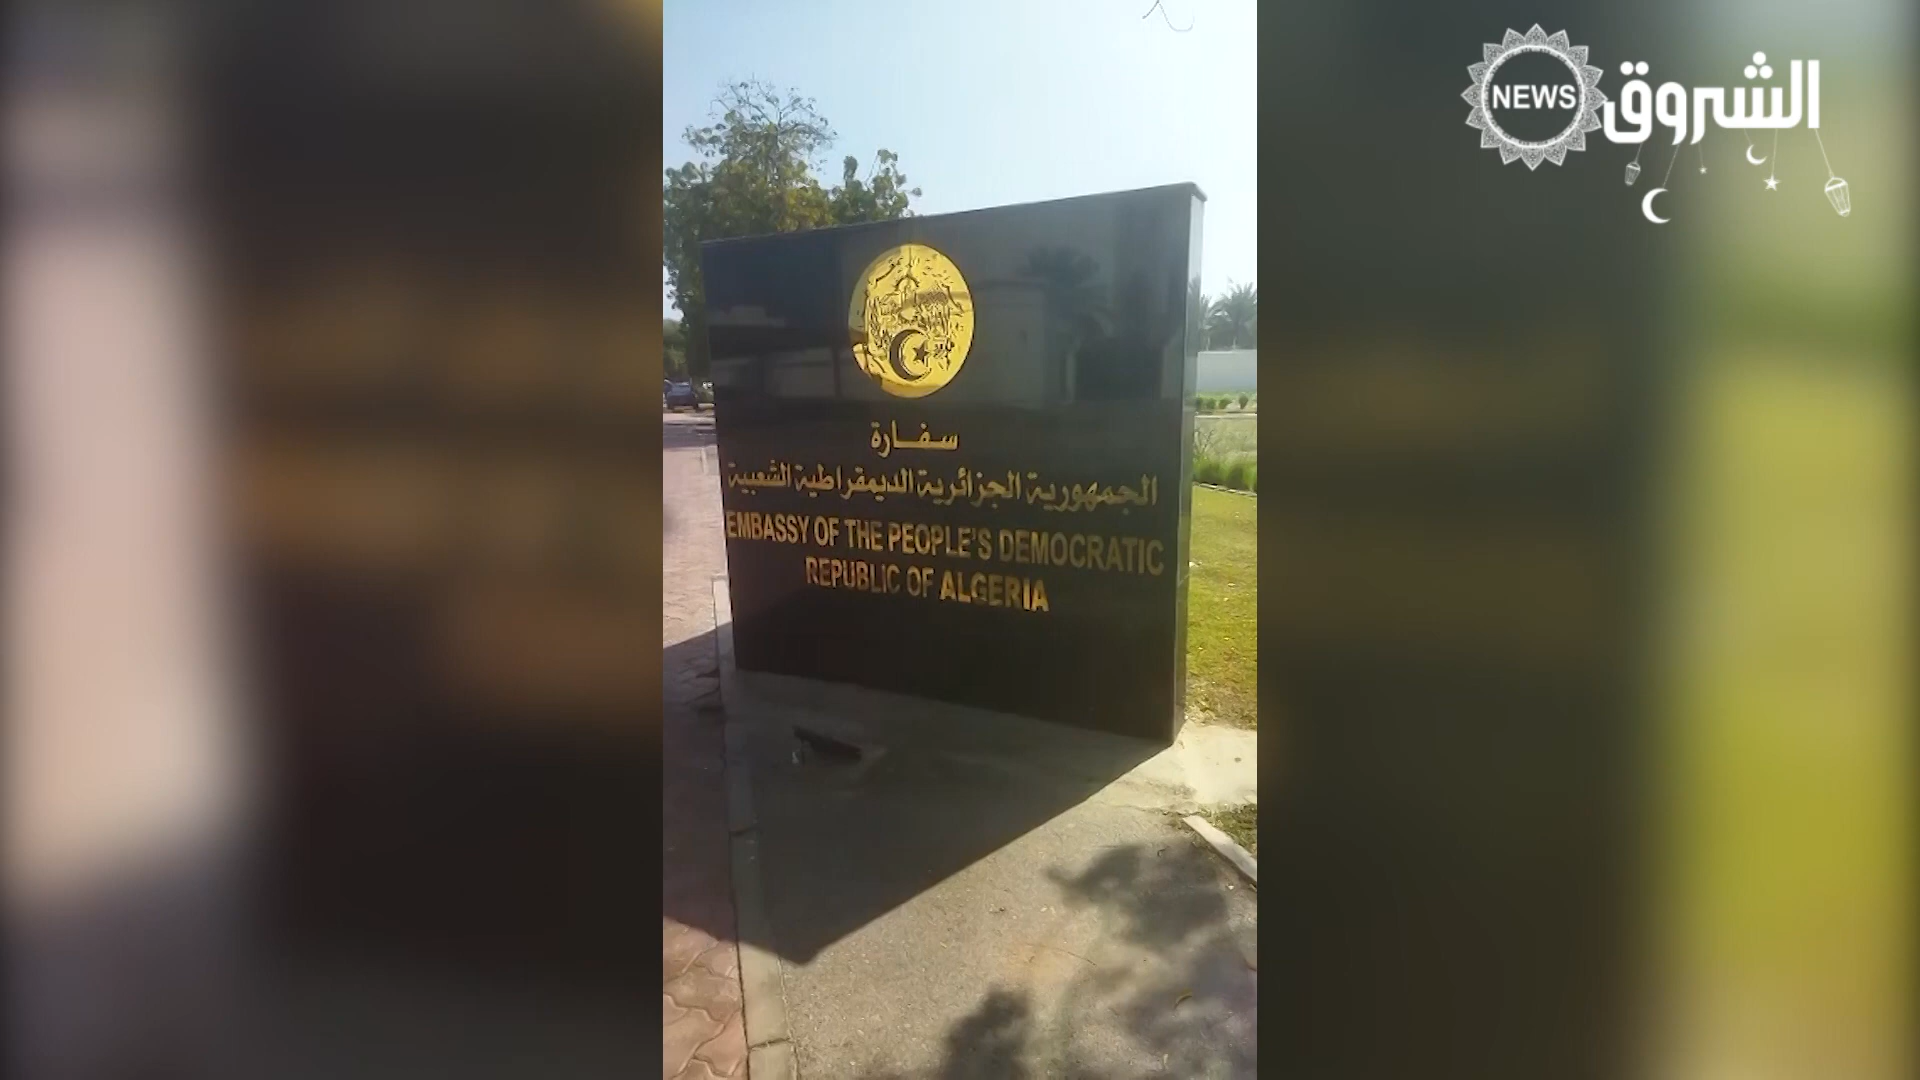 NEWS الشروق
سفارة
الجمهورية الجزائرية الديمقراطية الشعبية
EMBASSY OF THE PEOPLE'S DEMOCRATIC
REPUBLIC OF ALGERIA